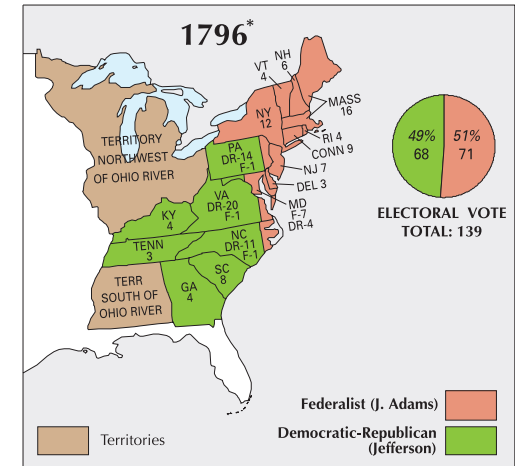 1796*
NH
6
VT
4
MASS
16
NY
12
RI 4
CONN 9
NJ 7
DEL 3
MD
F-7
DR-4
PA
DR-14
F-1
TERRITORY
NORTHWEST
OF OHIO RIVER
VA
DR-20
F-1
KY
4
TENN
3
NC
DR-11
F-1
SC
8
GA
4
TERR
SOUTH OF
OHIO RIVER
49%
68
51%
71
ELECTORAL VOTE
TOTAL: 139
Federalist (J. Adams)
Democratic-Republican
(Jefferson)
Territories